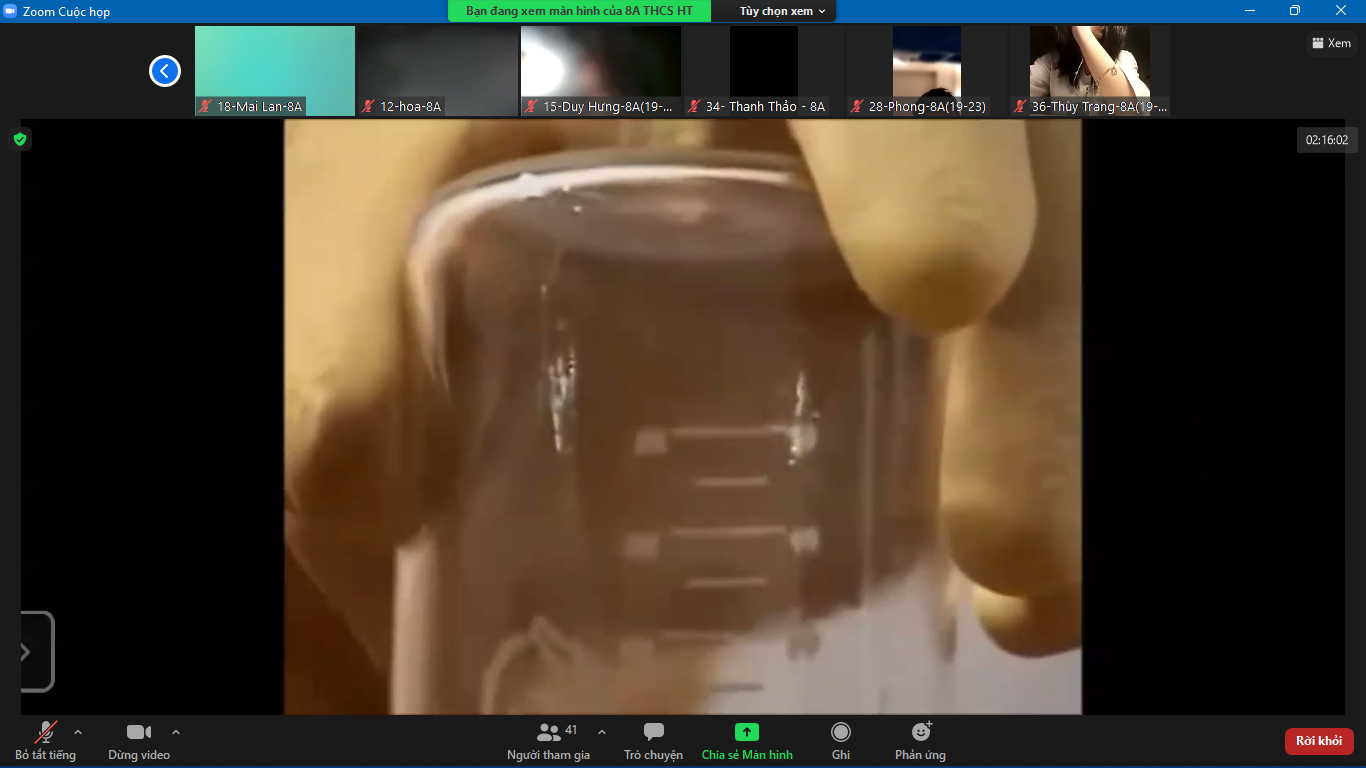 Zoom Cuộc họp
Bạn đang xem màn hình của 8A THCS HT
Tùy chọn xem
Xem
18-Mai Lan-8A
12-hoa-8A
15-Duy Hưng-8A(19-...
34- Thanh Thảo - 8A
28-Phong-8A(19-23)
36-Thùy Trang-8A(19-...
02:16:02
Bỏ tắt tiếng
Dừng video
41
Người tham gia
Trò chuyện
Chia sẻ Màn hình
Ghi
Phản ứng
Rời khỏi